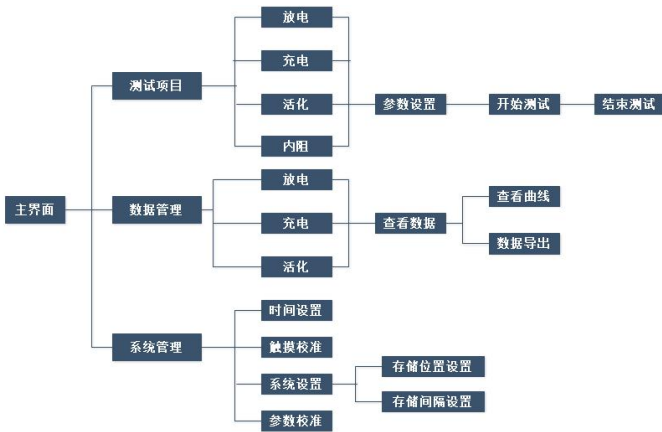 主界面
测试项目
放电
充电
活化
内阻
参数设置
开始测试
结束测试
数据管理
放电
充电
活化
查看数据
查看曲线
数据导出
系统管理
时间设置
触摸校准
系统设置
参数校准
存储位置设置
存储间隔设置